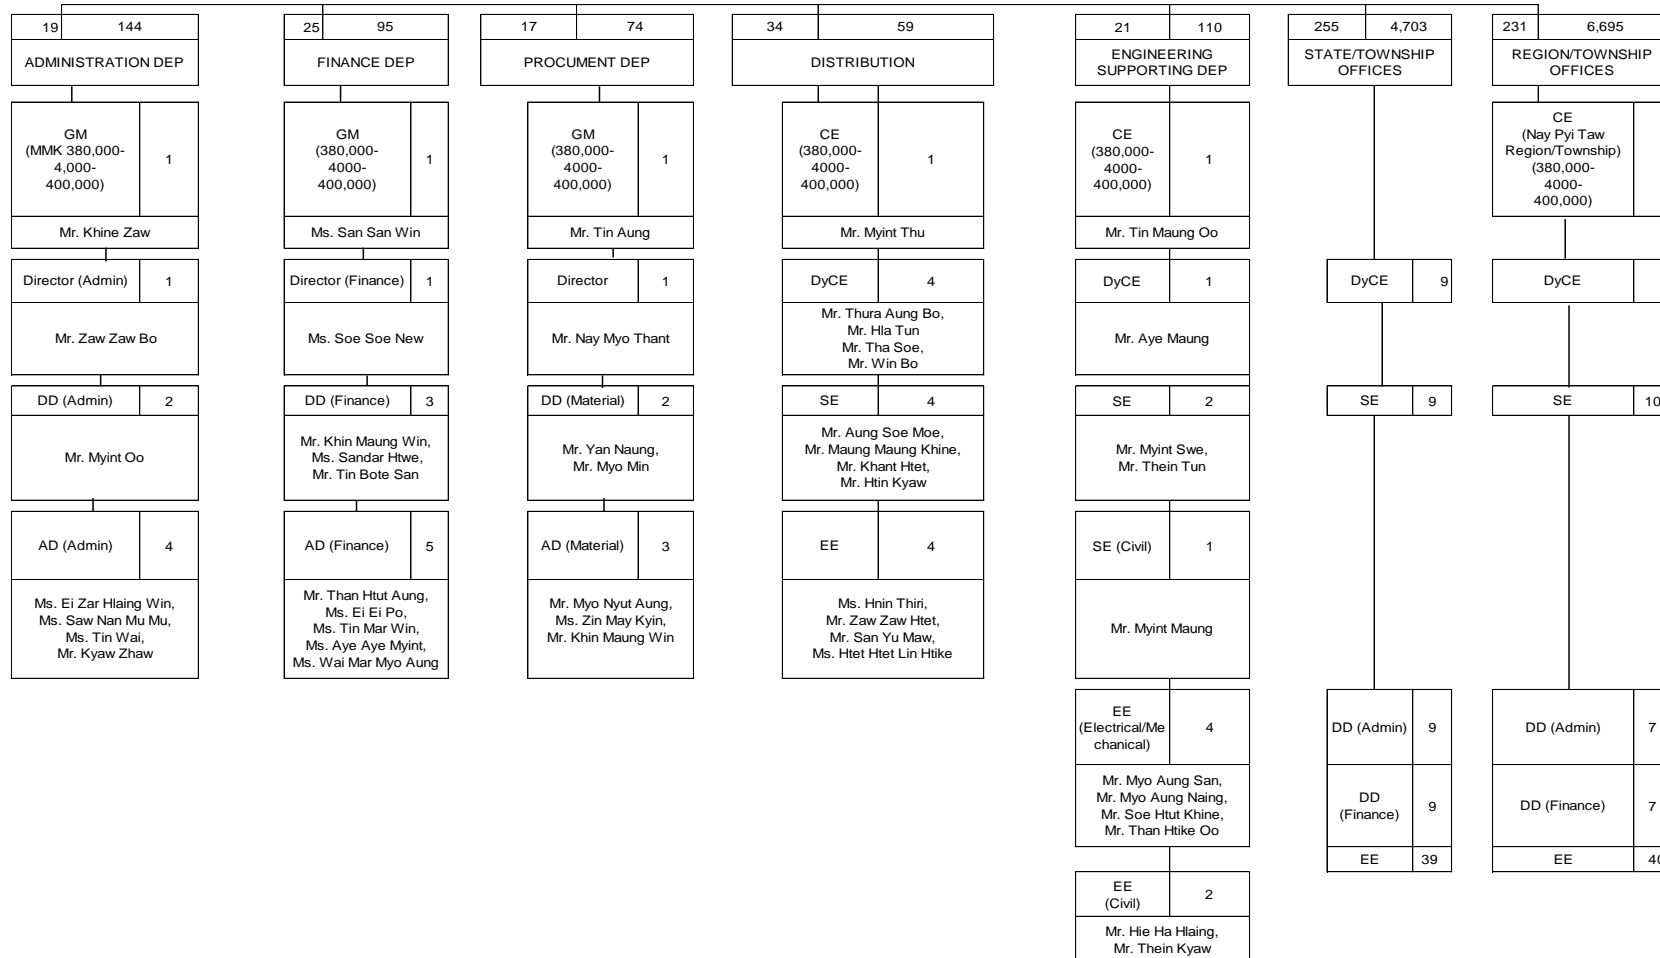 19 144
ADMINISTRATION DEP
GM
(MMK 380,000-
4,000-
400,000)
1
Mr. Khine Zaw
Director (Admin) 1
Mr. Zaw Zaw Bo
DD (Admin) 2
Mr. Myint Oo
AD (Admin) 4
Ms. Ei Zar Hlaing Win,
Ms. Saw Nan Mu Mu,
Ms. Tin Wai,
Mr. Kyaw Zhaw
25 95
FINANCE DEP
GM
(380,000-
4000-
400,000)
1
Ms. San San Win
Director (Finance) 1
Ms. Soe Soe New
DD (Finance) 3
Mr. Khin Maung Win,
Ms. Sandar Htwe,
Mr. Tin Bote San
AD (Finance) 5
Mr. Than Htut Aung,
Ms. Ei Ei Po,
Ms. Tin Mar Win,
Ms. Aye Aye Myint,
Ms. Wai Mar Myo Aung
17 74
PROCUMENT DEP
GM
(380,000-
4000-
400,000)
1
Mr. Tin Aung
Director 1
Mr. Nay Myo Thant
DD (Material) 2
Mr. Yan Naung,
Mr. Myo Min
AD (Material) 3
Mr. Myo Nyut Aung,
Ms. Zin May Kyin,
Mr. Khin Maung Win
34 59
DISTRIBUTION
CE
(380,000-
4000-
400,000)
1
Mr. Myint Thu
DyCE 4
Mr. Thura Aung Bo,
Mr. Hla Tun
Mr. Tha Soe,
Mr. Win Bo
SE 4
Mr. Aung Soe Moe,
Mr. Maung Maung Khine,
Mr. Khant Htet,
Mr. Htin Kyaw
EE 4
Ms. Hnin Thiri,
Mr. Zaw Zaw Htet,
Mr. San Yu Maw,
Ms. Htet Htet Lin Htike
21 110
ENGINEERING
SUPPORTING DEP
CE
(380,000-
4000-
400,000)
1
Mr. Tin Maung Oo
DyCE 1
Mr. Aye Maung
SE 2
Mr. Myint Swe,
Mr. Thein Tun
SE (Civil) 1
Mr. Myint Maung
EE
(Electrical/Me
chanical)
4
Mr. Myo Aung San,
Mr. Myo Aung Naing,
Mr. Soe Htut Khine,
Mr. Than Htike Oo
EE
(Civil)
2
Mr. Hie Ha Hlaing,
Mr. Thein Kyaw
255 4,703
STATE/TOWNSHIP
OFFICES
DyCE 9
SE 9
DD (Admin) 9
DD
(Finance)
9
EE 39
231 6,695
REGION/TOWNSHIP
OFFICES
CE
(Nay Pyi Taw
Region/Township)
(380,000-
4000-
400,000)
DyCE
SE 10
DD (Admin) 7
DD (Finance) 7
EE 40